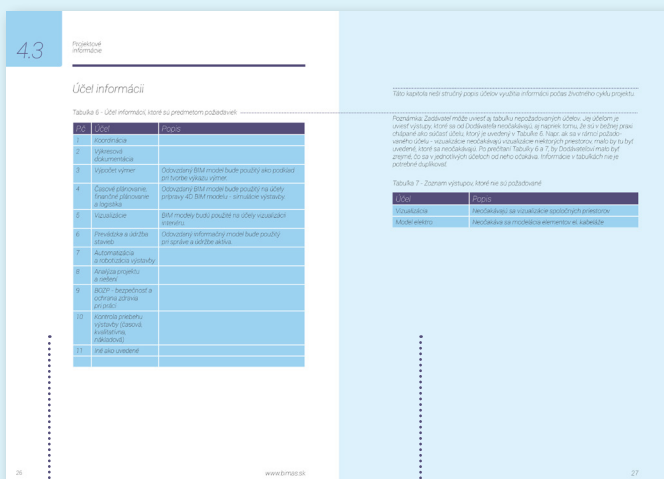 4.3
Projektové
informácie
Účel informácií
Tabuľka 6 - Účel informácií, ktoré sú predmetom požiadaviek
P.č. Účel Popis
1 Koordinácia
2 Výkresová
dokumentácia
3 Výpočet výmer Odovzdaný BIM model bude použitý ako podklad
pri tvorbe výkazu výmer.
4 Časové plánovanie, Odovzdaný BIM model bude použitý na účely
finančné plánovanie prípravy 4D BIM modelu - simulácie výstavby.
a logistika
5 Vizualizácie BIM modely budú použité na účely vizualizácií
interiéru.
6 Prevádzka a údržba Odovzdaný informačný model bude použitý
stavieb pri správe a údržbe aktíva.
7 Automatizácia
a robotizácia výstavby
8 Analýza projektu
a riešení
9 BOZP - bezpečnosť a
ochrana zdravia
pri práci
10 Kontrola priebehu
výstavby (časová,
kvalitatívna,
nákladová)
11 Iné ako uvedené
26
www.bimas.sk
Táto kapitola rieši stručný popis účelov využitia informácií počas životného cyklu projektu.
Poznámka: Zadávateľ môže uviesť aj tabuľku nepožadovaných účelov. Jej účelom je
uviesť výstupy, ktoré sa od Dodávateľa neočakávajú, aj napriek tomu, že sú v bežnej praxi
chápané ako súčasť účelu, ktorý je uvedený v Tabuľke 6. Napr. ak sa v rámci požado-
vaného účelu - vizualizácie neočakávajú vizualizácie niektorých priestorov, malo by tu byť
uvedené, ktoré sa neočakávajú. Po prečítaní Tabuľky 6 a 7, by Dodávateľovi malo byť
zrejmé, čo sa v jednotlivých účeloch od neho očakáva. Informácie v tabuľkách nie je
potrebné duplikovať.
Tabuľka 7 - Zoznam výstupov, ktoré nie sú požadované
Účel Popis
Vizualizácia Neočakávajú sa vizualizácie spoločných priestorov.
Model elektro Neočakáva sa modelácia elementov el. kabeláže.
27